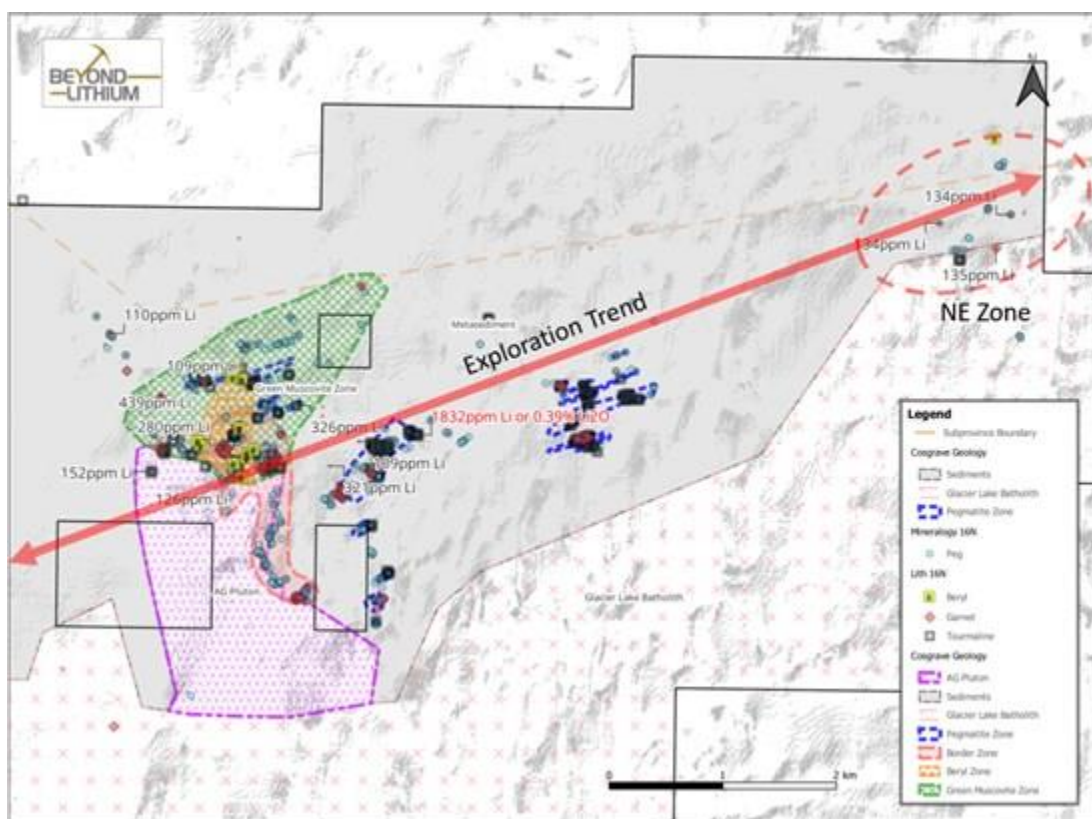 BEYOND
LITHIUM
N
134ppm Li
134ppm Li
135ppm Li
NE Zone
Exploration Trend
Metasediment
110ppm Li
109ppm Li
Green Muscovite Zone
439ppm Li
280ppm Li
326ppm Li
1832ppm Li or 0.39% Li2O
152ppm Li
321ppm Li
126ppm Li
AG Pluton
Glacier Lake Batholith
0
1
2 km
Legend
Subprovince Boundary
Cosgrave Geology
Sediments
Glacier Lake Batholith
Pegmatite Zone
Mineralogy 16N
Peg
Lith 16N
Beryl
Garnet
Tourmaline
Cosgrave Geology
AG Pluton
Sediments
Glacier Lake Batholith
Pegmatite Zone
Border Zone
Beryl Zone
Green Muscovite Zone